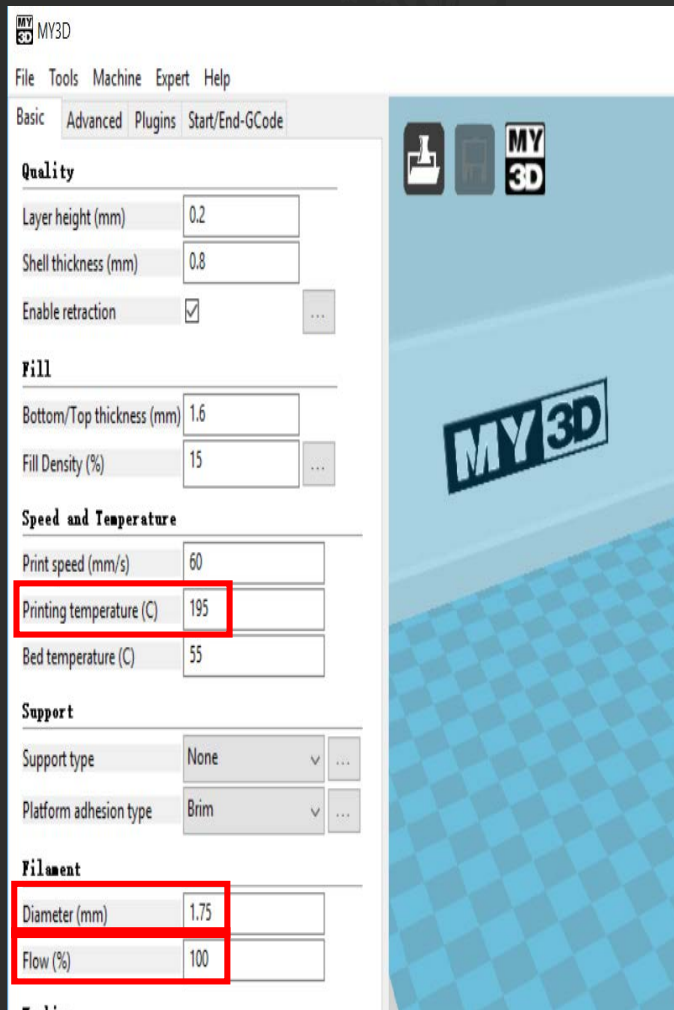 MY3D
MY3D
File Tools Machine Expert Help
Basic Advanced Plugins Start/End-GCode
Quality
Layer height (mm) 0.2
Shell thickness (mm) 0.8
Enable retraction ...
Fill
Bottom/Top thickness (mm) 1.6
Fill Density (%) 15 ...
Speed and Temperature
Print speed (mm/s) 60
Printing temperature (C) 195
Bed temperature (C) 55
Support
Support type None ...
Platform adhesion type Brim ...
Filament
Diameter (mm) 1.75
Flow (%) 100
MY
3D
MY3D